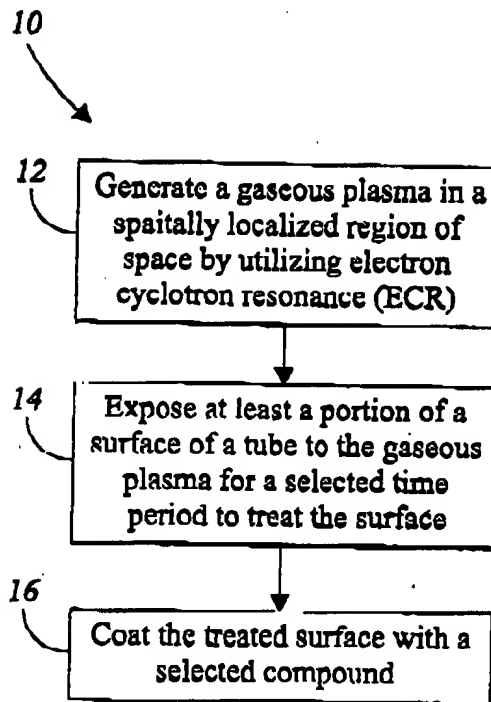 10
12
Generate a gaseous plasma in a
spaitally localized region of
space by utilizing electron
cyclotron resonance (ECR)
14
Expose at least a portion of a
surface of a tube to the gaseous
plasma for a selected time
period to treat the surface
16
Coat the treated surface with a
selected compound